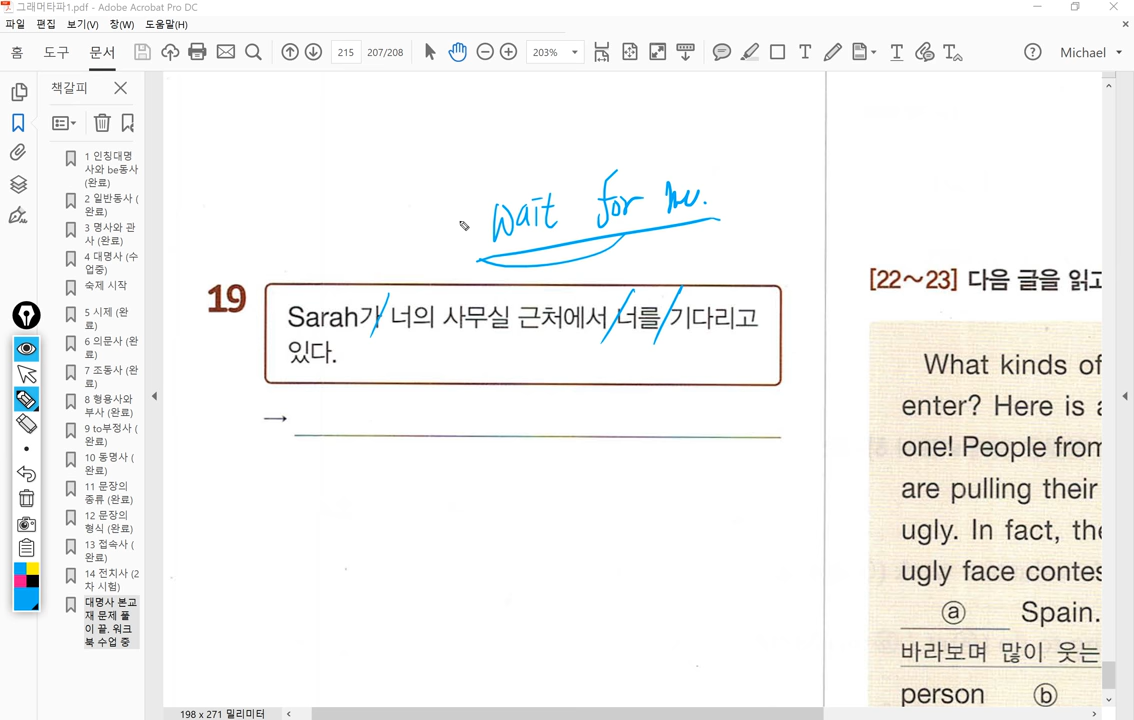 그래머타파1.pdf - Adobe Acrobat Pro DC
파일 편집 보기(V) 창(W) 도움말(H)
홈 도구 문서 215 207/208 203% Michael
책갈피
1 인칭대명
사와 be동사
(완료)
2 일반동사 (
완료)
3 명사와 관
사 (완료)
4 대명사 (수
업중)
숙제 시작
5 시제 (완
료)
6 의문사 (완
료)
7 조동사 (완
료)
8 형용사와
부사 (완료)
9 to부정사 (
완료)
10 동명사 (
완료)
11 문장의
종류 (완료)
12 문장의
형식 (완료)
13 접속사 (
완료)
14 전치사 (2
차 시험)
대명사 본교
재 문제 풀
이 끝. 워크
북 수업 중
wait for me.
19 Sarah가 너의 사무실 근처에서 너를 기다리고
있다.
→
[22~23] 다음 글을 읽고
What kinds of
enter? Here is a
one! People from
are pulling their
ugly. In fact, the
ugly face contes
ⓐ Spain.
바라보며 많이 웃는
person ⓑ
198 x 271 밀리미터